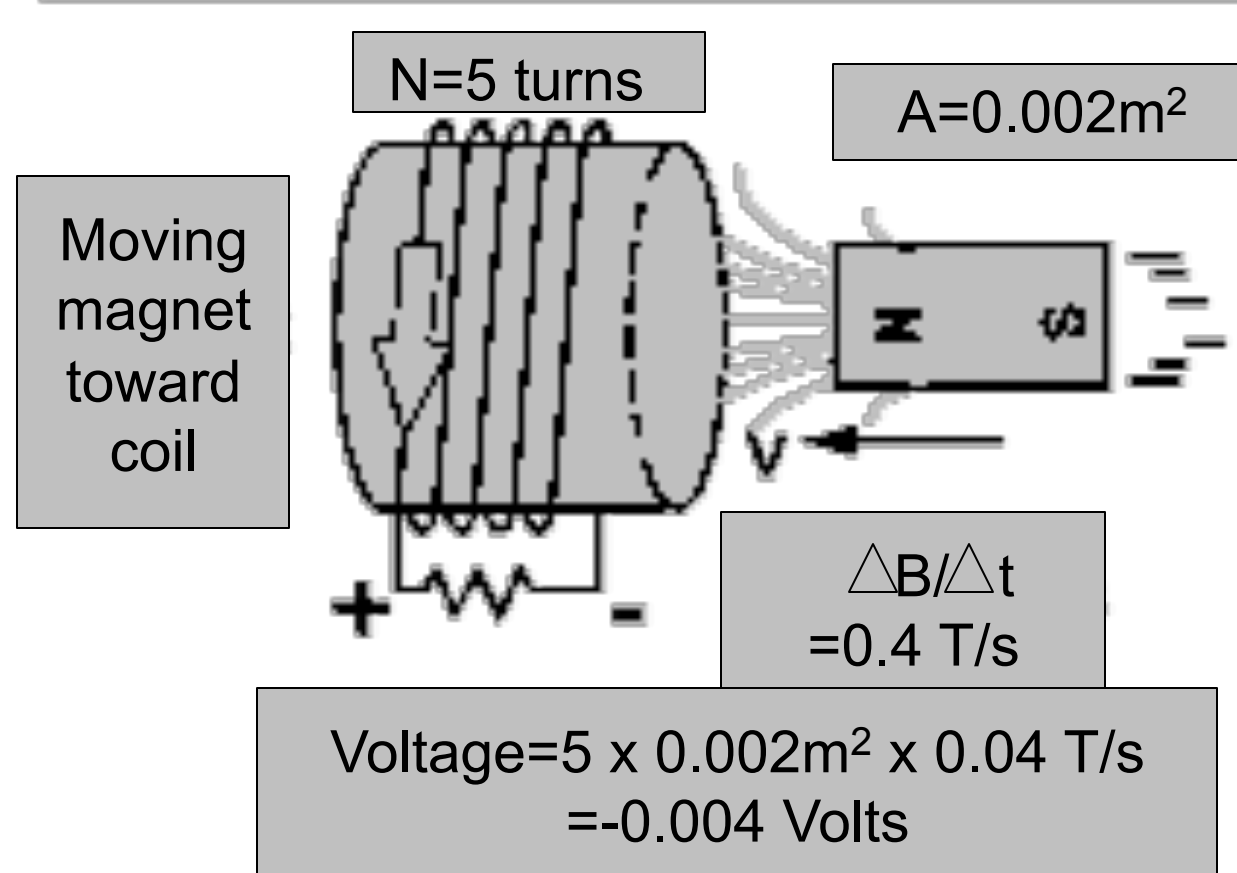 N=5 turns
A=0.002m²
Moving
magnet
toward
coil
N
S
V
+
-
△B/△t
=0.4 T/s
Voltage=5 x 0.002m² x 0.04 T/s
=-0.004 Volts